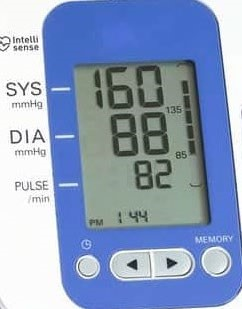 Intelli
sense
SYS
mmHg
160
135
DIA
mmHg
88
85
PULSE
/min
82
PM 1:44
MEMORY